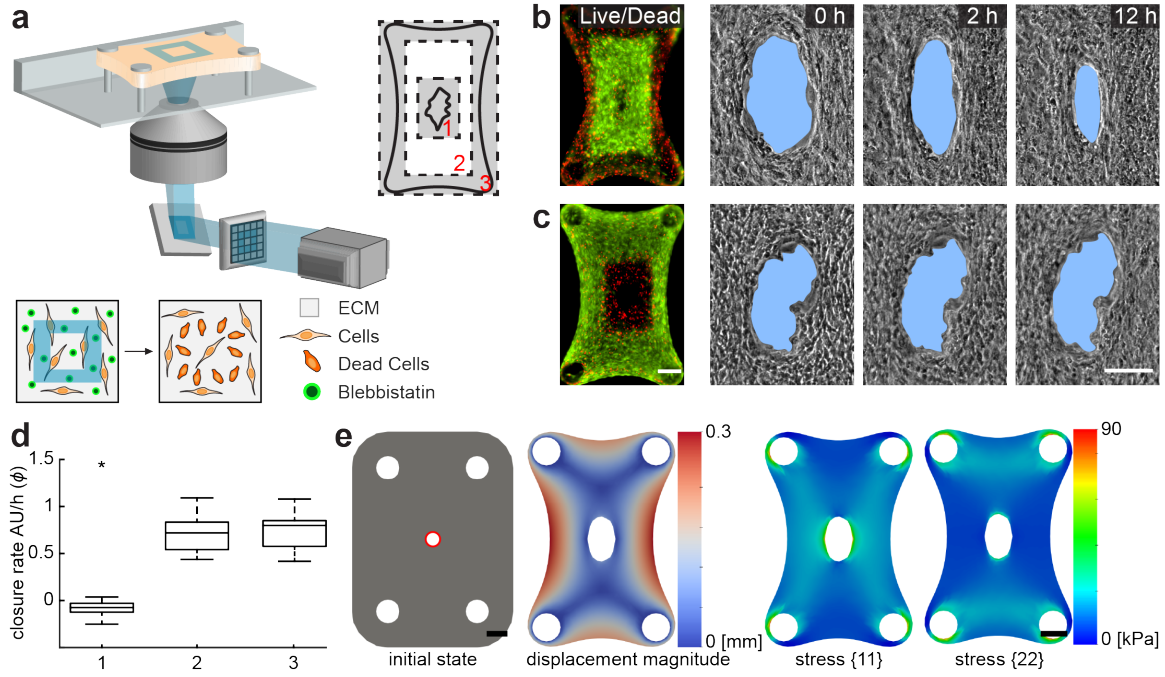 a
1
2
3
ECM
Cells
Dead Cells
Blebbistatin
b
Live/Dead
0 h
2 h
12 h
c
d
closure rate AU/h (ϕ)
1.5
1
0.5
0
*
1
2
3
e
initial state
0.3
0 [mm]
displacement magnitude
stress {11}
stress {22}
90
0 [kPa]